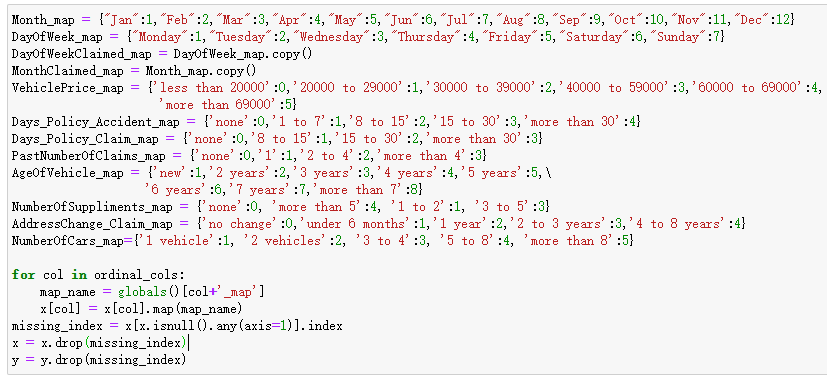 Month_map = {"Jan":1,"Feb":2,"Mar":3,"Apr":4,"May":5,"Jun":6,"Jul":7,"Aug":8,"Sep":9,"Oct":10,"Nov":11,"Dec":12}
DayOfWeek_map = {"Monday":1,"Tuesday":2,"Wednesday":3,"Thursday":4,"Friday":5,"Saturday":6,"Sunday":7}
DayOfWeekClaimed_map = DayOfWeek_map.copy()
MonthClaimed_map = Month_map.copy()
VehiclePrice_map = {'less than 20000':0,'20000 to 29000':1,'30000 to 39000':2,'40000 to 59000':3,'60000 to 69000':4,
'more than 69000':5}
Days_Policy_Accident_map = {'none':0,'1 to 7':1,'8 to 15':2,'15 to 30':3,'more than 30':4}
Days_Policy_Claim_map = {'none':0,'8 to 15':1,'15 to 30':2,'more than 30':3}
PastNumberOfClaims_map = {'none':0,'1':1,'2 to 4':2,'more than 4':3}
AgeOfVehicle_map = {'new':1,'2 years':2,'3 years':3,'4 years':4,'5 years':5,\
'6 years':6,'7 years':7,'more than 7':8}
NumberOfSuppliments_map = {'none':0, 'more than 5':4, '1 to 2':1, '3 to 5':3}
AddressChange_Claim_map = {'no change':0,'under 6 months':1,'1 year':2,'2 to 3 years':3,'4 to 8 years':4}
NumberOfCars_map={'1 vehicle':1, '2 vehicles':2, '3 to 4':3, '5 to 8':4, 'more than 8':5}
for col in ordinal_cols:
map_name = globals()[col+'_map']
x[col] = x[col].map(map_name)
missing_index = x[x.isnull().any(axis=1)].index
x = x.drop(missing_index)
y = y.drop(missing_index)